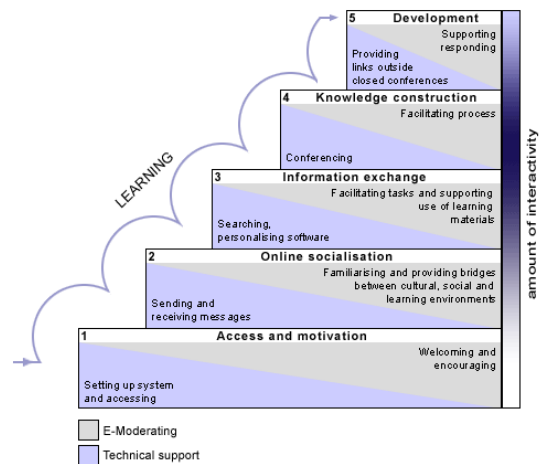 5 Development
Supporting
responding
Providing
links outside
closed conferences
4 Knowledge construction
Facilitating process
Conferencing
3 Information exchange
Facilitating tasks and supporting
use of learning
materials
Searching,
personalising software
2 Online socialisation
Familiarising and providing bridges
between cultural, social and
learning environments
Sending and
receiving messages
1 Access and motivation
Welcoming and
encouraging
Setting up system
and accessing
LEARNING
amount of interactivity
E-Moderating
Technical support